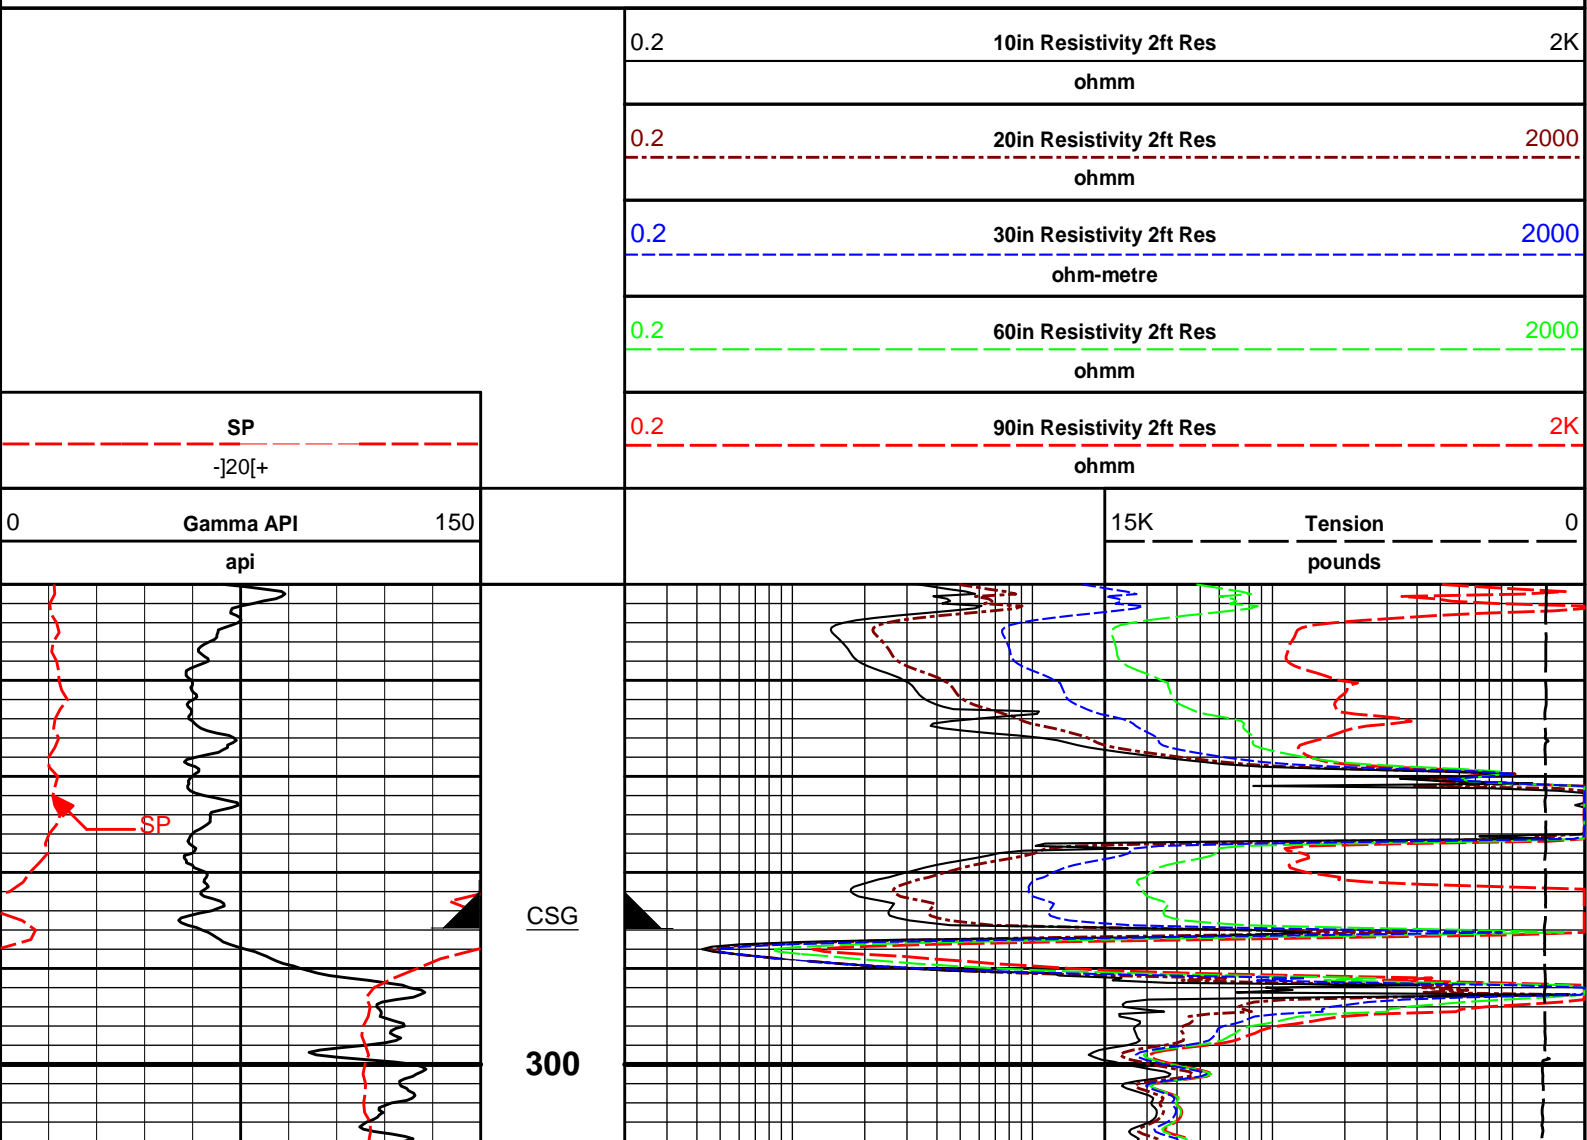 0.2 10in Resistivity 2ft Res 2K
ohmm
0.2 20in Resistivity 2ft Res 2000
ohmm
0.2 30in Resistivity 2ft Res 2000
ohm-metre
0.2 60in Resistivity 2ft Res 2000
ohmm
SP
-]20[+
0.2 90in Resistivity 2ft Res 2K
ohmm
0 Gamma API 150
api
15K Tension 0
pounds
SP
CSG
300